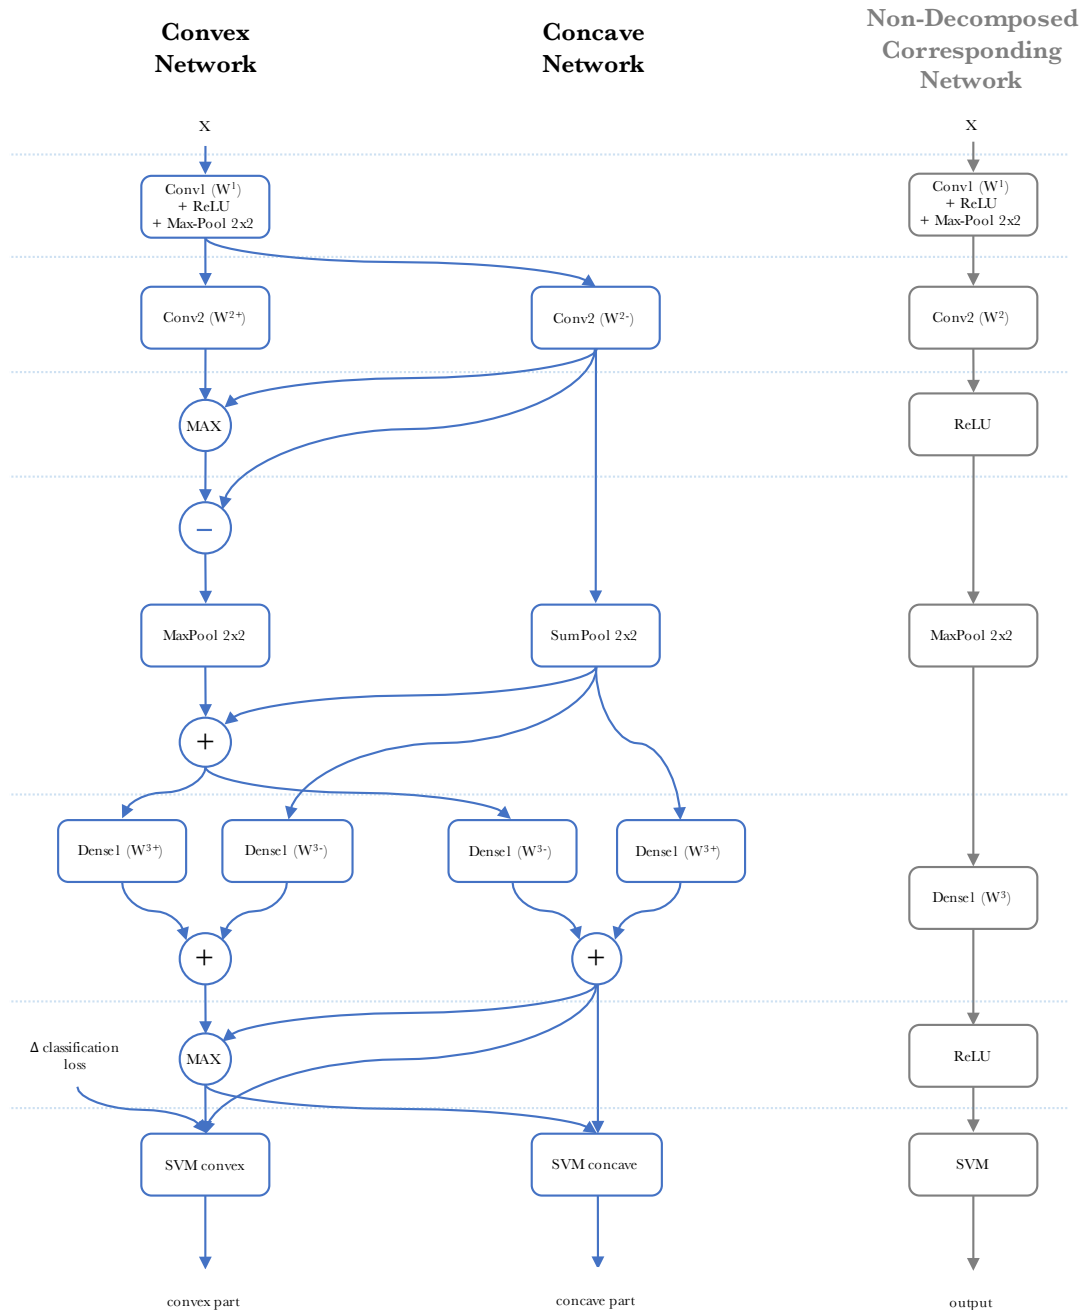 Convex
Network
Concave
Network
Non-Decomposed
Corresponding
Network
X
X
Conv1 (W¹)
+ ReLU
+ Max-Pool 2x2
Conv1 (W¹)
+ ReLU
+ Max-Pool 2x2
Conv2 (W²⁺)
Conv2 (W²⁻)
Conv2 (W²)
MAX
ReLU
−
MaxPool 2x2
SumPool 2x2
MaxPool 2x2
+
Dense1 (W³⁺)
Dense1 (W³⁻)
Dense1 (W³⁻)
Dense1 (W³⁺)
Dense1 (W³)
+
+
Δ classification
loss
MAX
ReLU
SVM convex
SVM concave
SVM
convex part
concave part
output